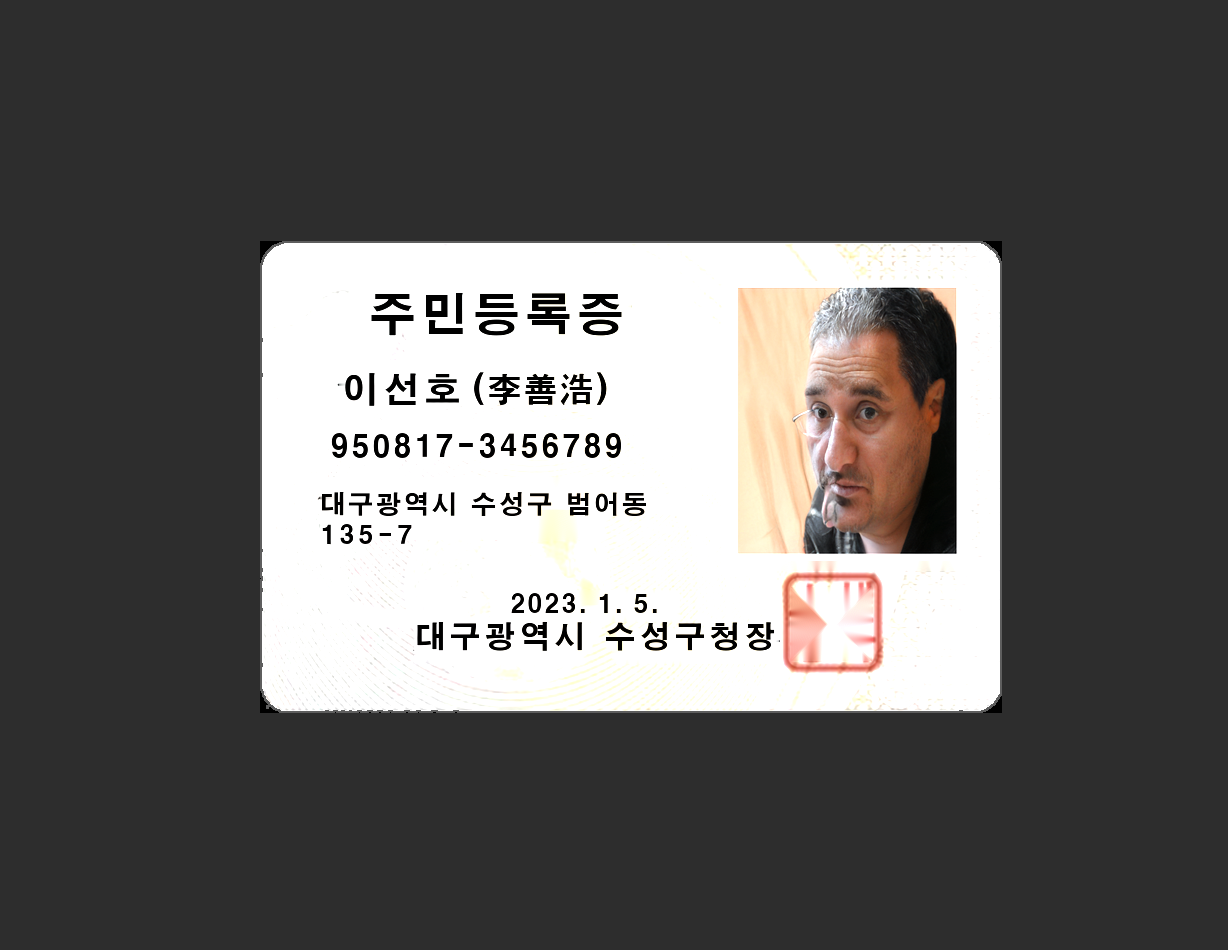 주민등록증
이선호 (李善浩)
950817-3456789
대구광역시 수성구 범어동
135-7
2023. 1. 5.
대구광역시 수성구청장